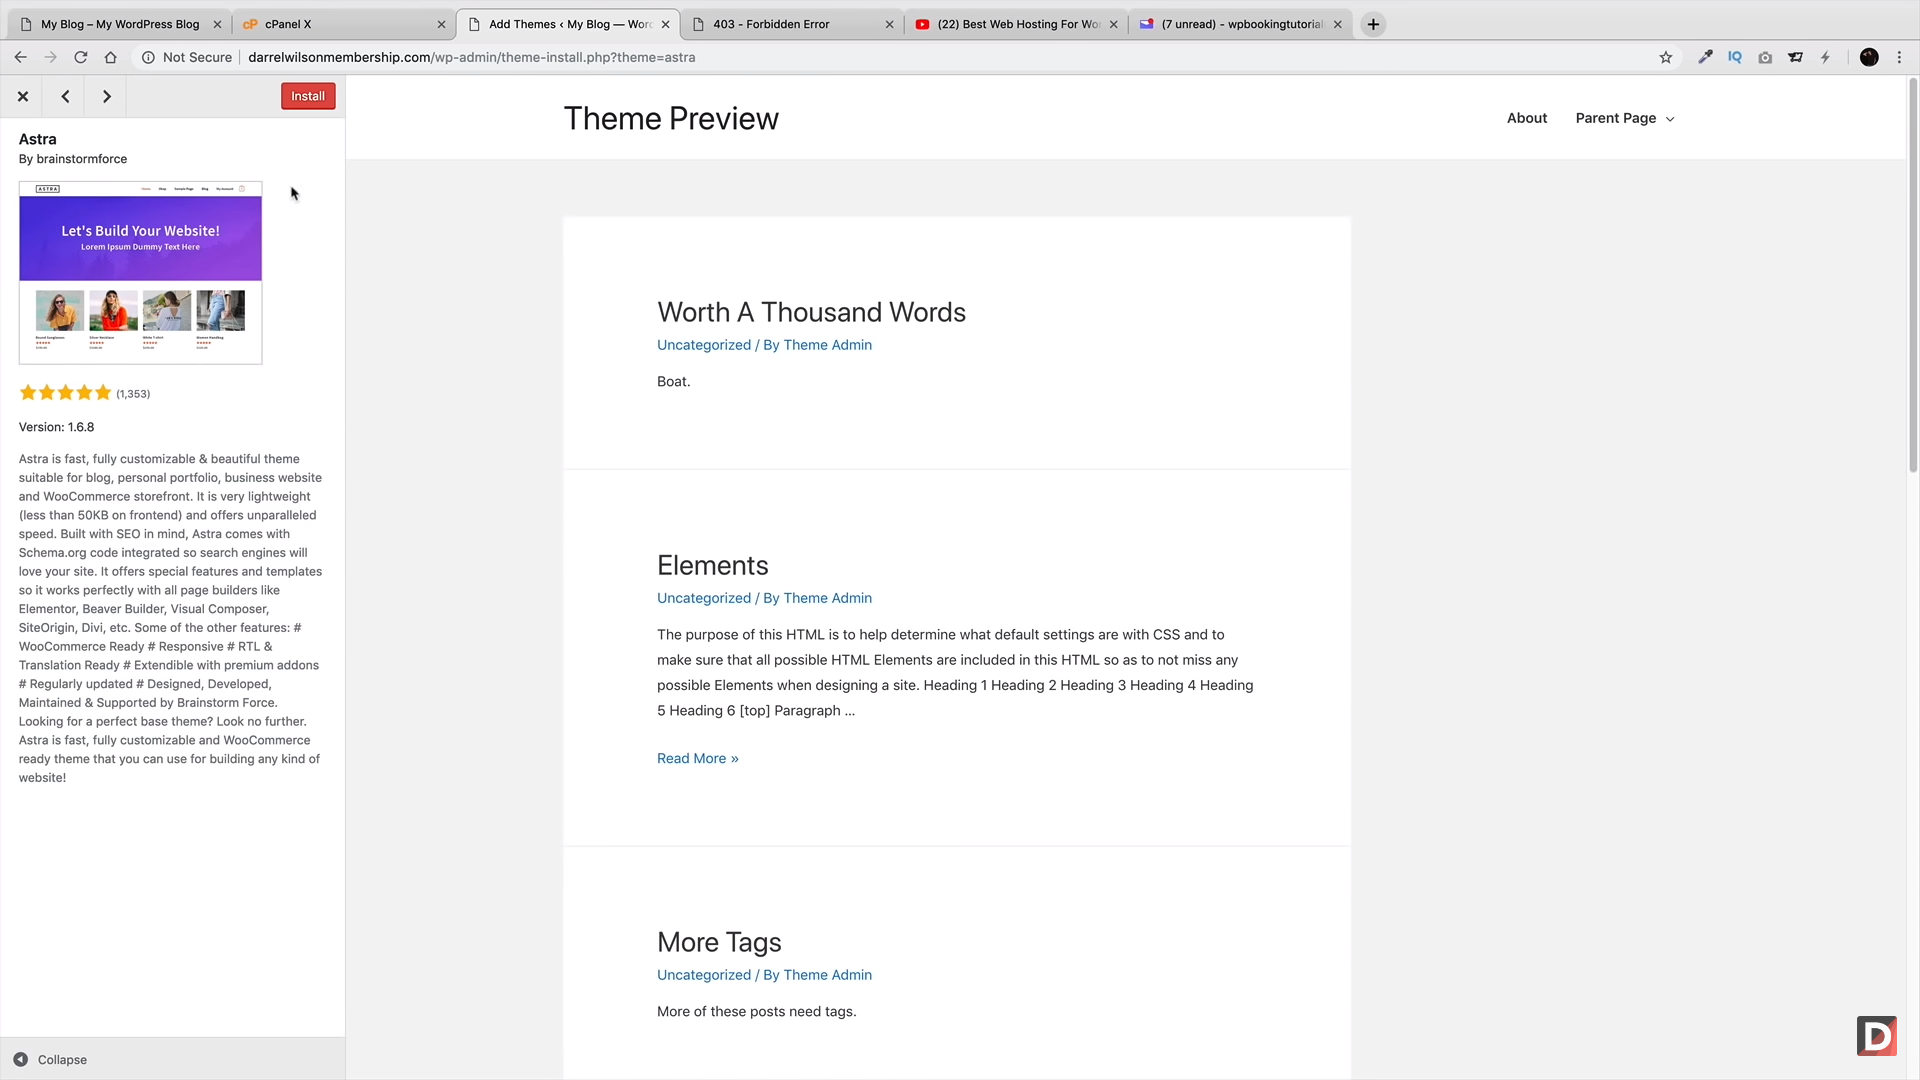 My Blog – My WordPress Blog
cPanel X
Add Themes ‹ My Blog — Word
403 - Forbidden Error
(22) Best Web Hosting For Wo
(7 unread) - wpbookingtutorial
Not Secure
darrelwilsonmembership.com/wp-admin/theme-install.php?theme=astra
IQ
Install
Astra
By brainstormforce
ASTRA
Home Shop Sample Page Blog My Account
Let's Build Your Website!
Lorem Ipsum Dummy Text Here
(1,353)
Version: 1.6.8
Astra is fast, fully customizable & beautiful theme
suitable for blog, personal portfolio, business website
and WooCommerce storefront. It is very lightweight
(less than 50KB on frontend) and offers unparalleled
speed. Built with SEO in mind, Astra comes with
Schema.org code integrated so search engines will
love your site. It offers special features and templates
so it works perfectly with all page builders like
Elementor, Beaver Builder, Visual Composer,
SiteOrigin, Divi, etc. Some of the other features: #
WooCommerce Ready # Responsive # RTL &
Translation Ready # Extendible with premium addons
# Regularly updated # Designed, Developed,
Maintained & Supported by Brainstorm Force.
Looking for a perfect base theme? Look no further.
Astra is fast, fully customizable and WooCommerce
ready theme that you can use for building any kind of
website!
Collapse
Theme Preview
About
Parent Page
Worth A Thousand Words
Uncategorized / By Theme Admin
Boat.
Elements
Uncategorized / By Theme Admin
The purpose of this HTML is to help determine what default settings are with CSS and to
make sure that all possible HTML Elements are included in this HTML so as to not miss any
possible Elements when designing a site. Heading 1 Heading 2 Heading 3 Heading 4 Heading
5 Heading 6 [top] Paragraph …
Read More »
More Tags
Uncategorized / By Theme Admin
More of these posts need tags.
D